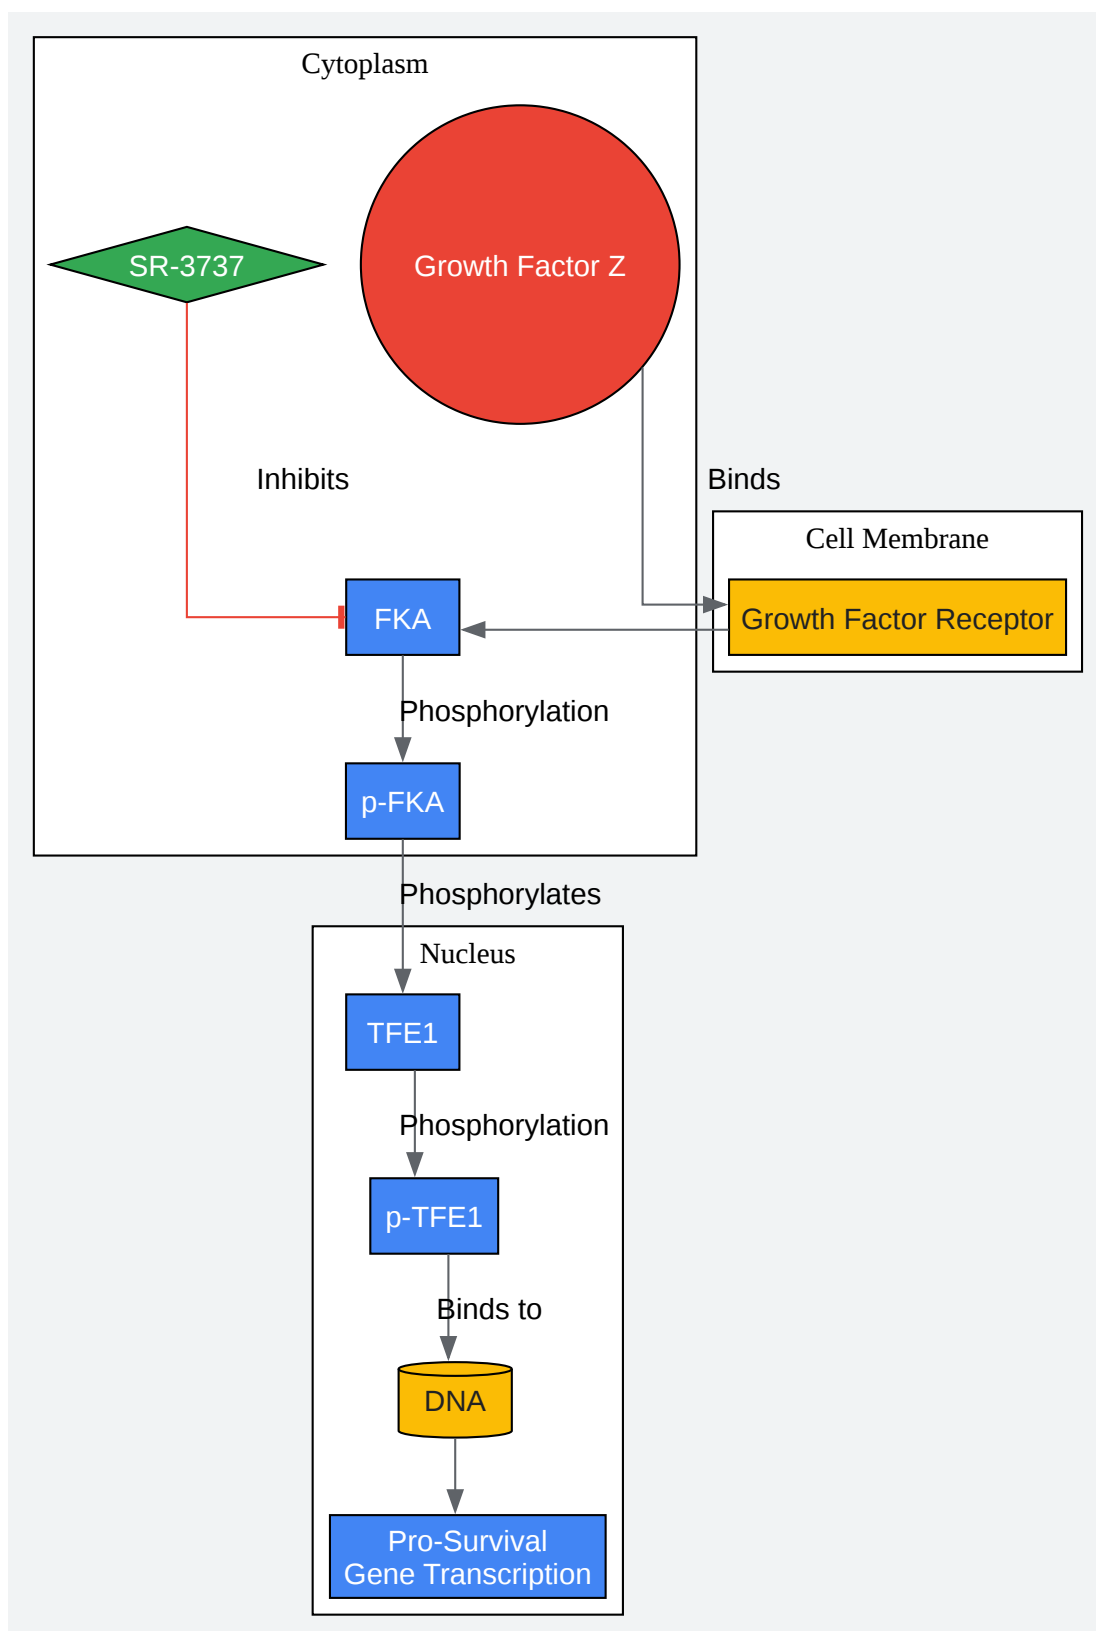 Cytoplasm
SR-3737
Growth Factor Z
Inhibits
Binds
Cell Membrane
FKA
Growth Factor Receptor
Phosphorylation
p-FKA
Phosphorylates
Nucleus
TFE1
Phosphorylation
p-TFE1
Binds to
DNA
Pro-Survival
Gene Transcription